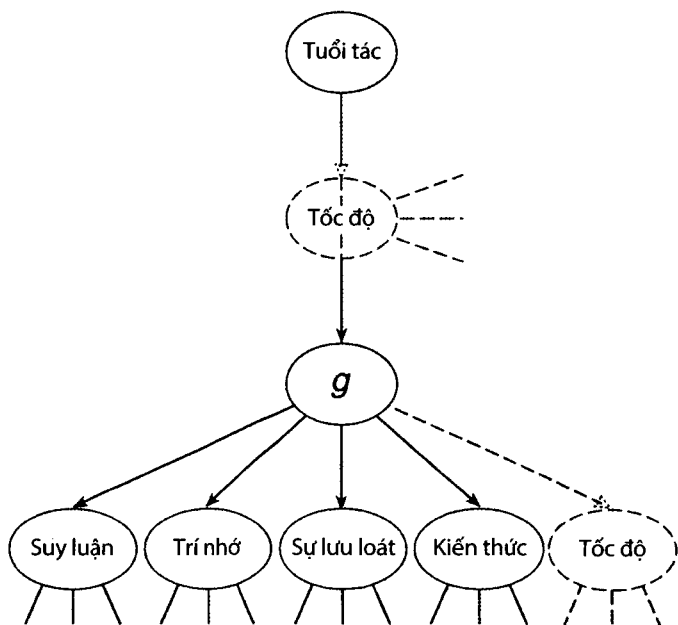 Tuổi tác
Tốc độ
g
Suy luận
Trí nhớ
Sự lưu loát
Kiến thức
Tốc độ